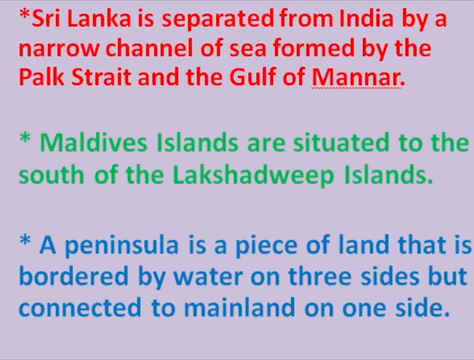 *Sri Lanka is separated from India by a
narrow channel of sea formed by the
Palk Strait and the Gulf of Mannar.
* Maldives Islands are situated to the
south of the Lakshadweep Islands.
* A peninsula is a piece of land that is
bordered by water on three sides but
connected to mainland on one side.